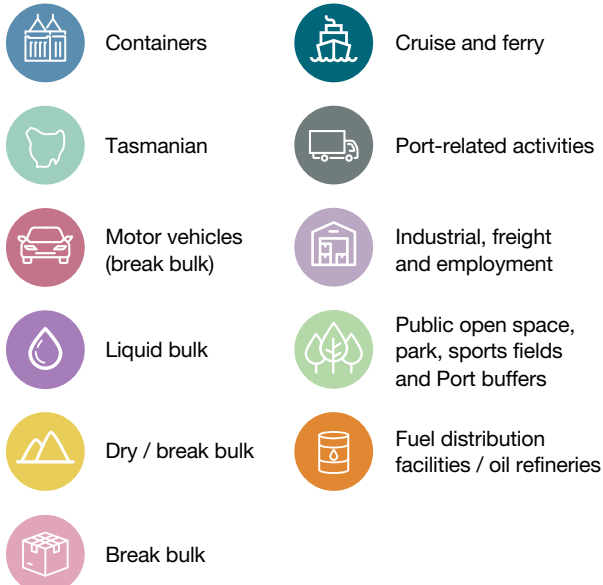 Containers
Tasmanian
Motor vehicles
(break bulk)
Liquid bulk
Dry / break bulk
Break bulk
Cruise and ferry
Port-related activities
Industrial, freight
and employment
Public open space,
park, sports fields
and Port buffers
Fuel distribution
facilities / oil refineries